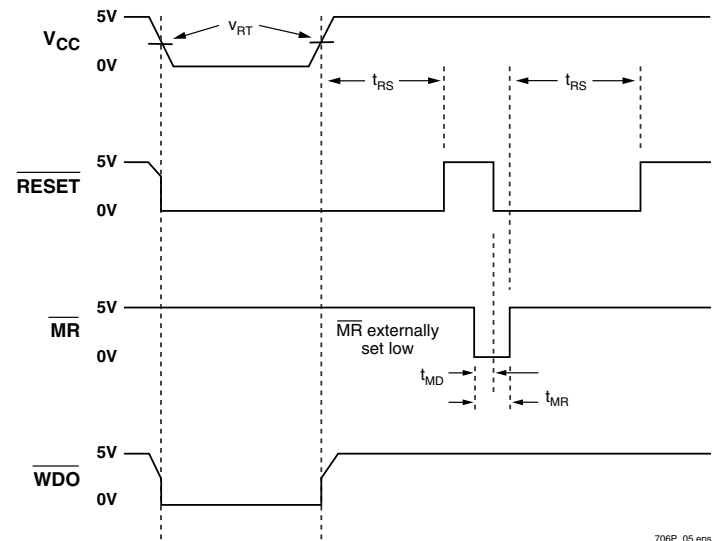 5V
VCC
0V
vRT
tRS
tRS
5V
RESET
0V
5V
MR
0V
MR externally
set low
tMD
tMR
5V
WDO
0V
706P_05.eps